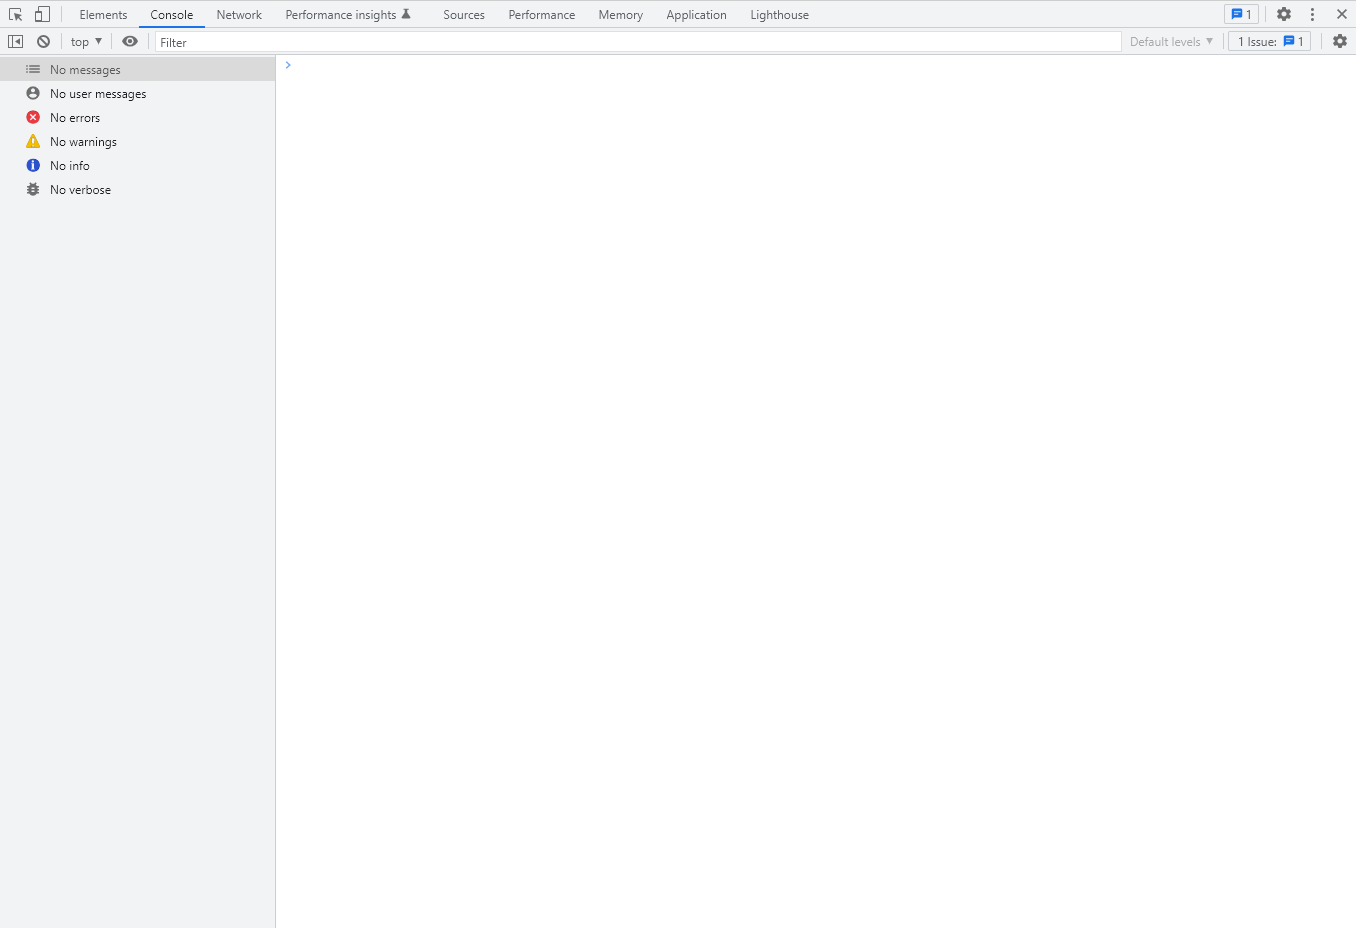 Elements Console Network Performance insights Sources Performance Memory Application Lighthouse 1
top Filter Default levels 1 Issue: 1
No messages
No user messages
No errors
No warnings
No info
No verbose